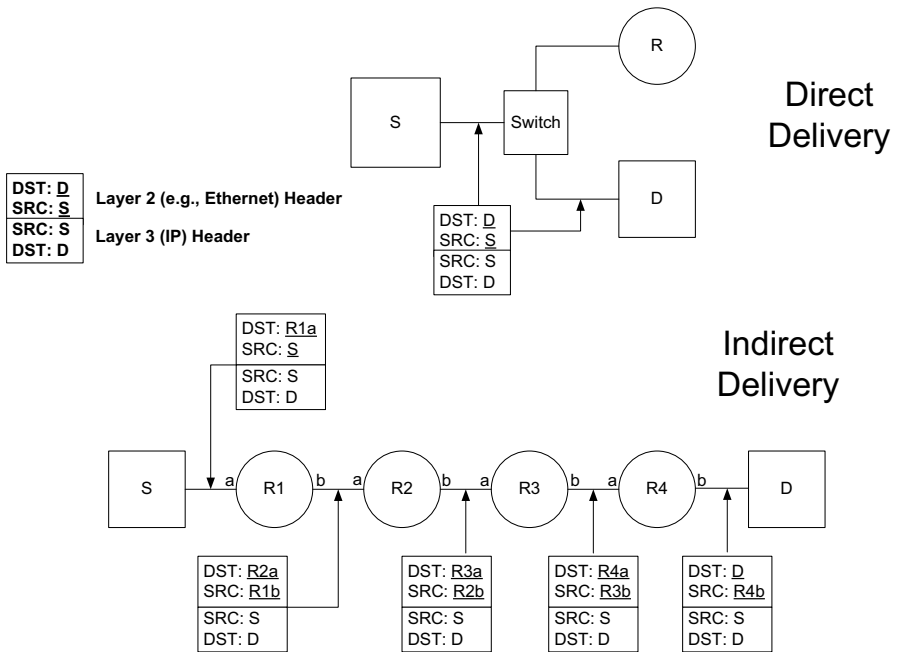 R
Direct
Delivery
S
Switch
D
DST: D
SRC: S
Layer 2 (e.g., Ethernet) Header
SRC: S
DST: D
Layer 3 (IP) Header
DST: D
SRC: S
SRC: S
DST: D
DST: R1a
SRC: S
SRC: S
DST: D
Indirect
Delivery
S
a
R1
b
a
R2
b
a
R3
b
a
R4
b
D
DST: R2a
SRC: R1b
SRC: S
DST: D
DST: R3a
SRC: R2b
SRC: S
DST: D
DST: R4a
SRC: R3b
SRC: S
DST: D
DST: D
SRC: R4b
SRC: S
DST: D